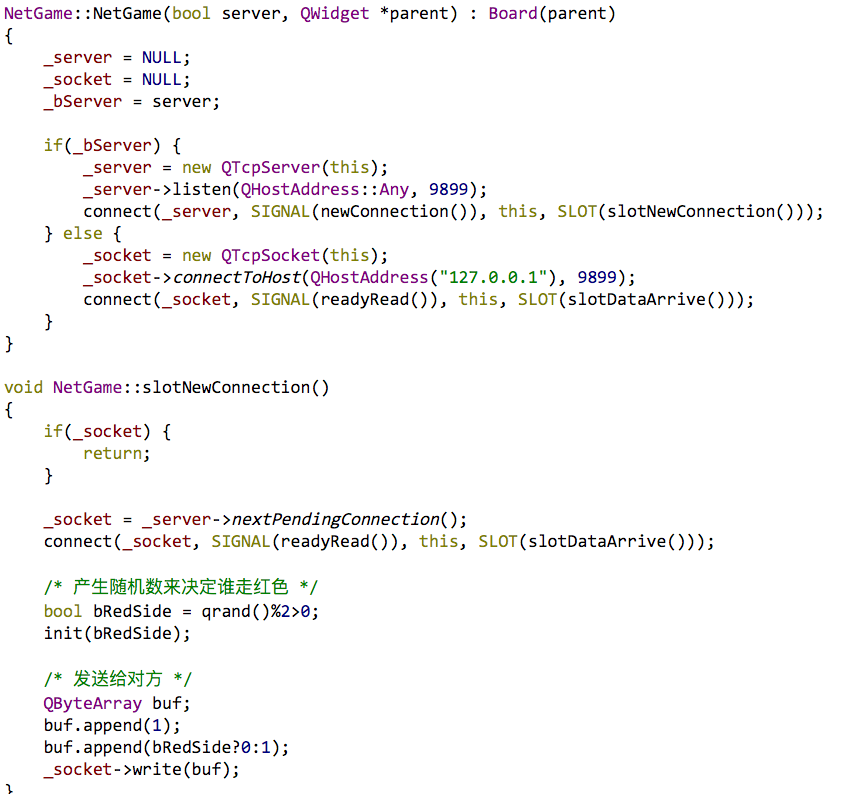 NetGame::NetGame(bool server, QWidget *parent) : Board(parent)
{
    _server = NULL;
    _socket = NULL;
    _bServer = server;

    if(_bServer) {
        _server = new QTcpServer(this);
        _server->listen(QHostAddress::Any, 9899);
        connect(_server, SIGNAL(newConnection()), this, SLOT(slotNewConnection()));
    } else {
        _socket = new QTcpSocket(this);
        _socket->connectToHost(QHostAddress("127.0.0.1"), 9899);
        connect(_socket, SIGNAL(readyRead()), this, SLOT(slotDataArrive()));
    }
}

void NetGame::slotNewConnection()
{
    if(_socket) {
        return;
    }

    _socket = _server->nextPendingConnection();
    connect(_socket, SIGNAL(readyRead()), this, SLOT(slotDataArrive()));

    /* 产生随机数来决定谁走红色 */
    bool bRedSide = qrand()%2>0;
    init(bRedSide);

    /* 发送给对方 */
    QByteArray buf;
    buf.append(1);
    buf.append(bRedSide?0:1);
    _socket->write(buf);
}